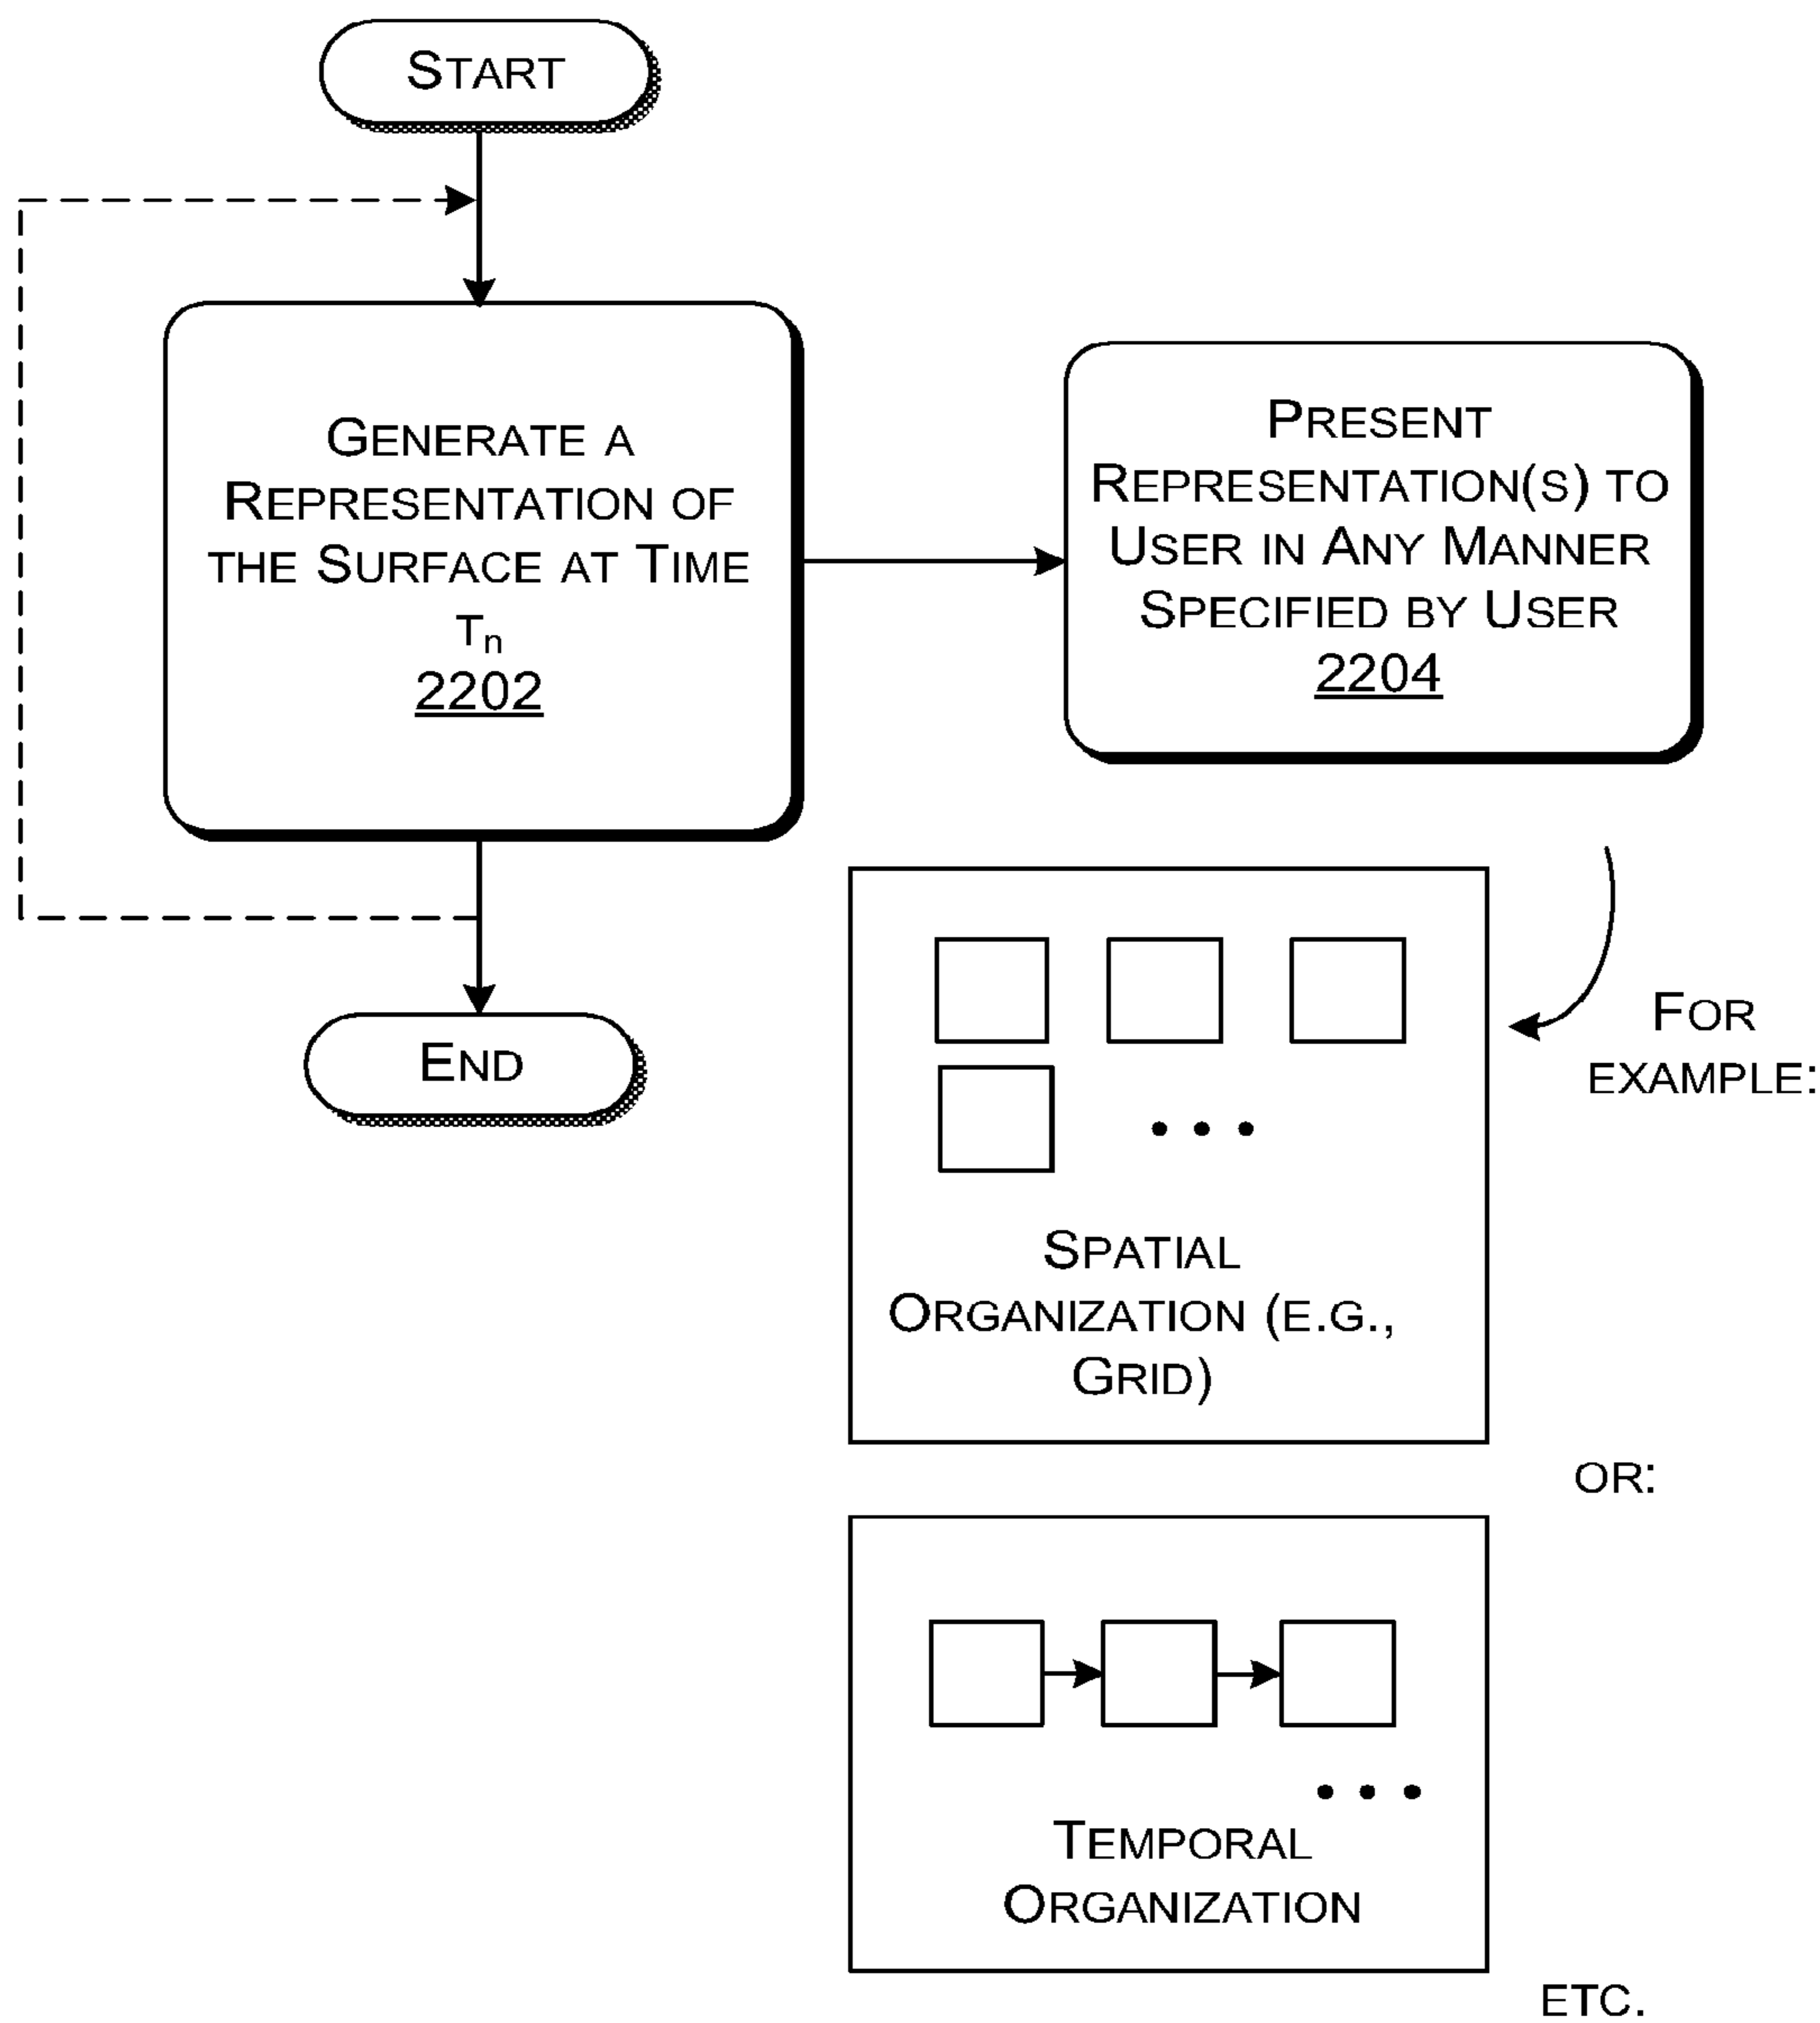 START
GENERATE A
REPRESENTATION OF
THE SURFACE AT TIME
Tn
2202
PRESENT
REPRESENTATION(S) TO
USER IN ANY MANNER
SPECIFIED BY USER
2204
END
FOR
EXAMPLE:
SPATIAL
ORGANIZATION (E.G.,
GRID)
OR:
TEMPORAL
ORGANIZATION
ETC.